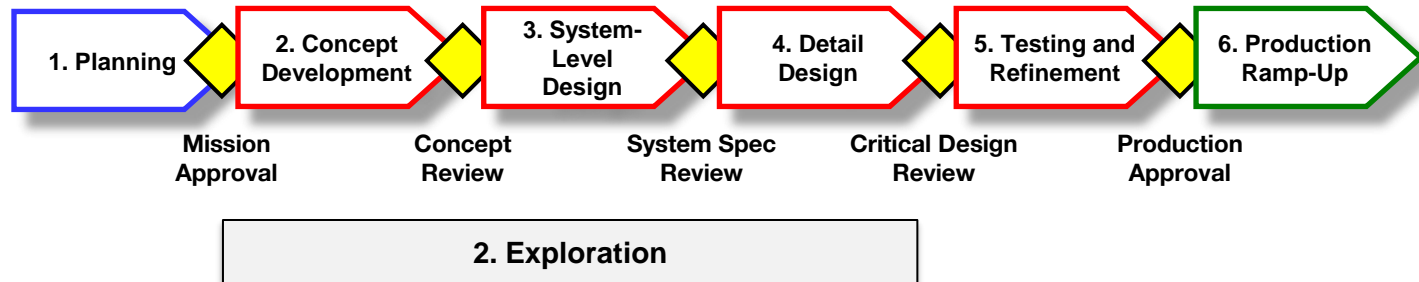 1. Planning
2. Concept
Development
3. System-
Level
Design
4. Detail
Design
5. Testing and
Refinement
6. Production
Ramp-Up
Mission
Approval
Concept
Review
System Spec
Review
Critical Design
Review
Production
Approval
2. Exploration